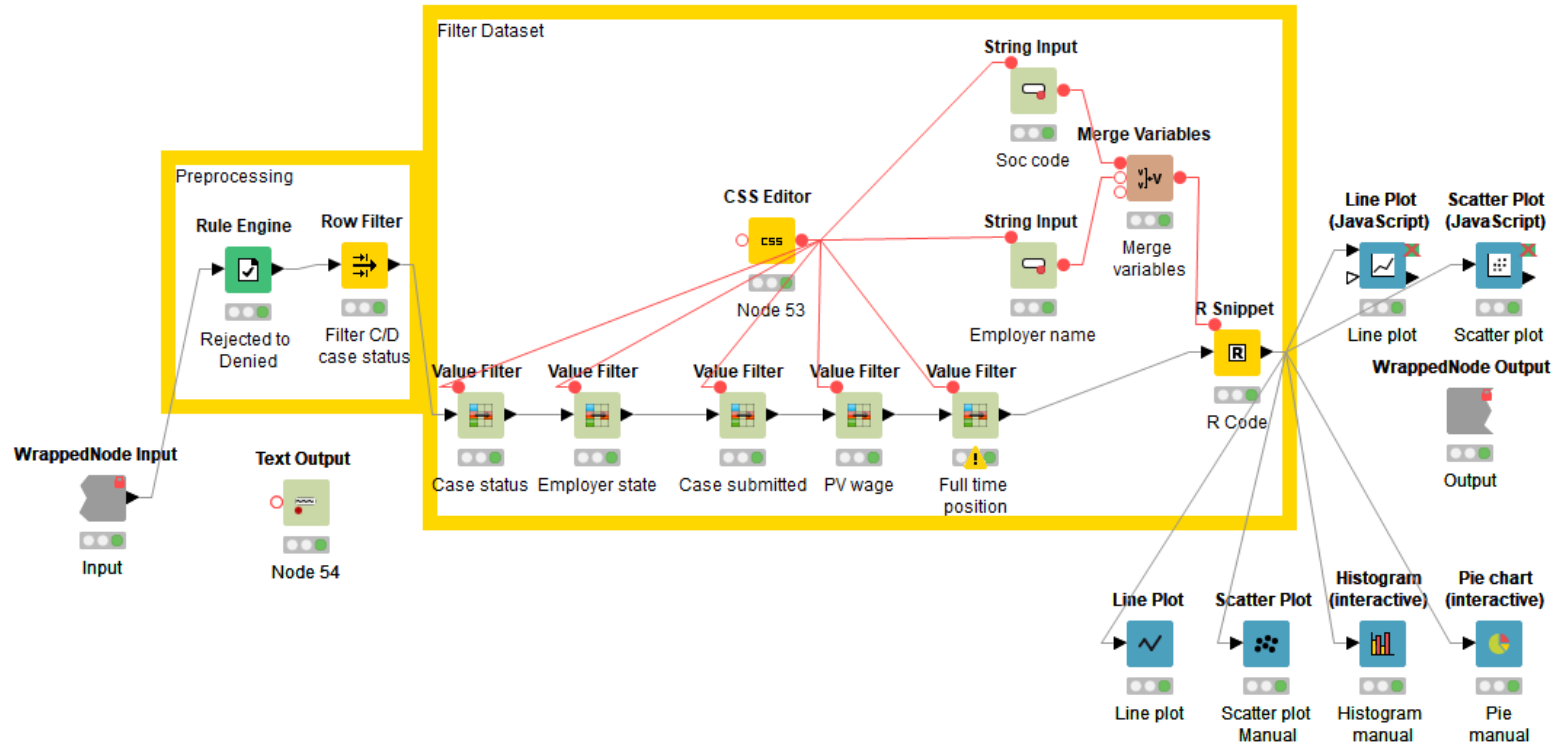 Filter Dataset
String Input
Soc code
Merge Variables
v
v
V
Merge
variables
Preprocessing
Rule Engine
Rejected to
Denied
Row Filter
Filter C/D
case status
CSS Editor
css
Node 53
String Input
Employer name
Line Plot
(JavaScript)
Line plot
Scatter Plot
(JavaScript)
Scatter plot
R Snippet
R
R Code
Value Filter
Case status
Value Filter
Employer state
Value Filter
Case submitted
Value Filter
PV wage
Value Filter
Full time
position
WrappedNode Output
Output
WrappedNode Input
Input
Text Output
Node 54
Line Plot
Line plot
Scatter Plot
Scatter plot
Manual
Histogram
(interactive)
Histogram
manual
Pie chart
(interactive)
Pie
manual